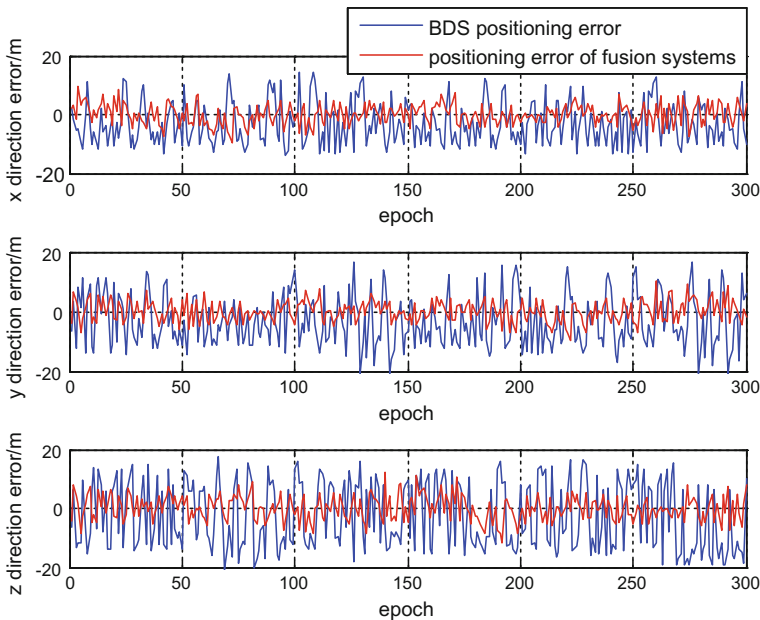 BDS positioning error
positioning error of fusion systems
x direction error/m
20
0
-20
0 50 100 150 200 250 300
epoch
y direction error/m
20
0
-20
0 50 100 150 200 250 300
epoch
z direction error/m
20
0
-20
0 50 100 150 200 250 300
epoch